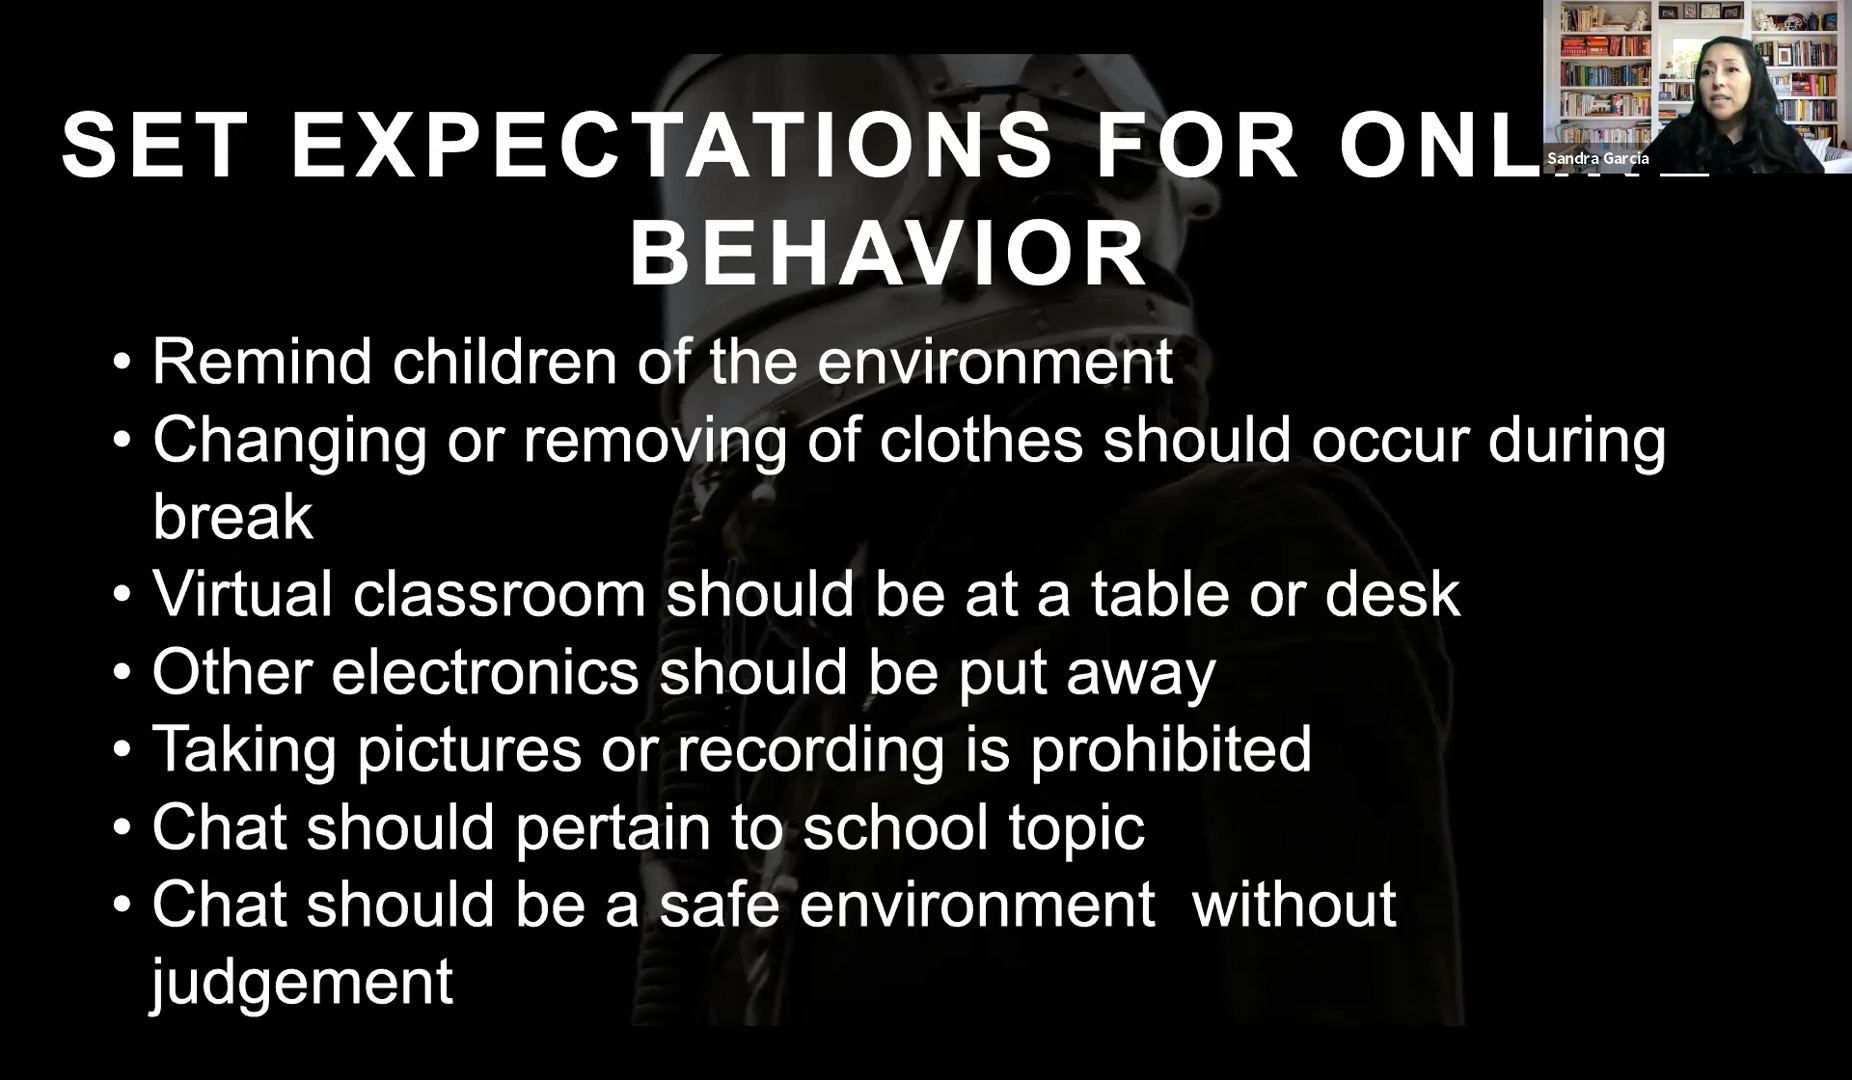 SET EXPECTATIONS FOR
BEHAVIOR
• Remind children of the environment
• Changing or removing of clothes should occur during
break
• Virtual classroom should be at a table or desk
• Other electronics should be put away
• Taking pictures or recording is prohibited
• Chat should pertain to school topic
• Chat should be a safe environment  without
judgement
Sandra Garcia